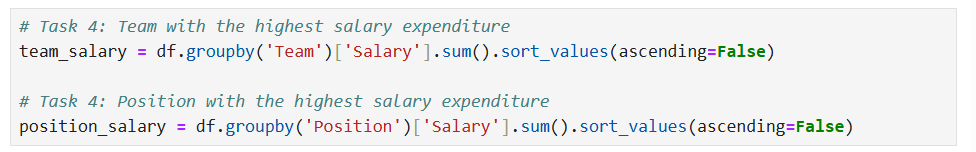 # Task 4: Team with the highest salary expenditure
team_salary = df.groupby('Team')['Salary'].sum().sort_values(ascending=False)
# Task 4: Position with the highest salary expenditure
position_salary = df.groupby('Position')['Salary'].sum().sort_values(ascending=False)